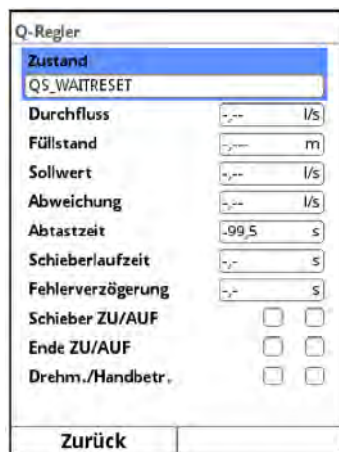 Q-Regler
Zustand
QS_WAITRESET
Durchfluss -,-- l/s
Füllstand -,--- m
Sollwert -,-- l/s
Abweichung -,-- l/s
Abtastzeit -99,5 s
Schieberlaufzeit -,- s
Fehlerverzögerung -,- s
Schieber ZU/AUF
Ende ZU/AUF
Drehm./Handbetr.
Zurück